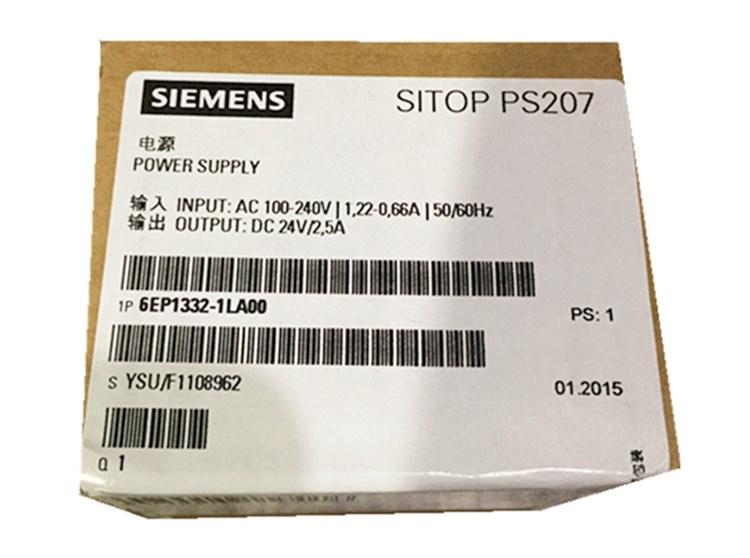 SIEMENS
SITOP PS207
电源
POWER SUPPLY
输入 INPUT: AC 100-240V | 1,22-0,66A | 50/60Hz
输出 OUTPUT: DC 24V/2,5A
1P 6EP1332-1LA00
PS: 1
S YSU/F1108962
01.2015
Q 1